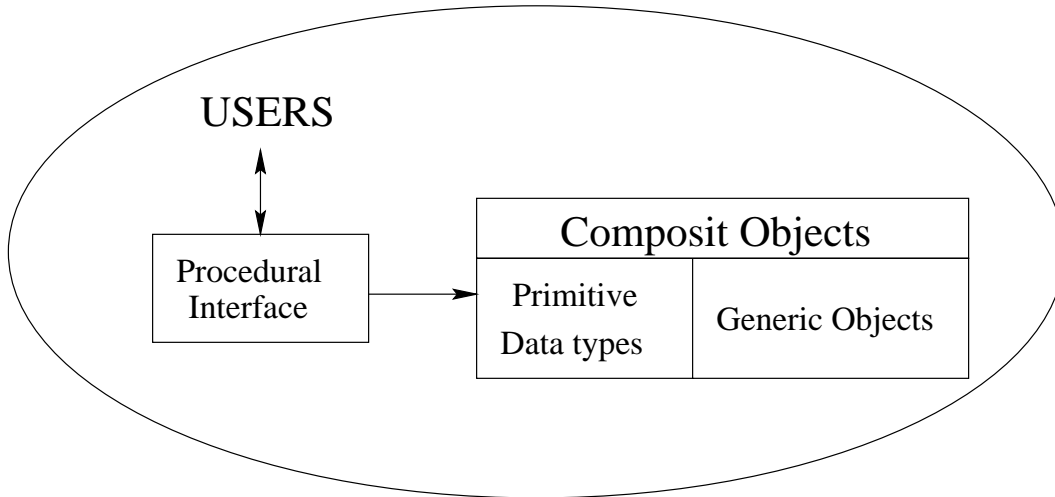 USERS
Procedural
Interface
Composit Objects
Primitive
Data types
Generic Objects